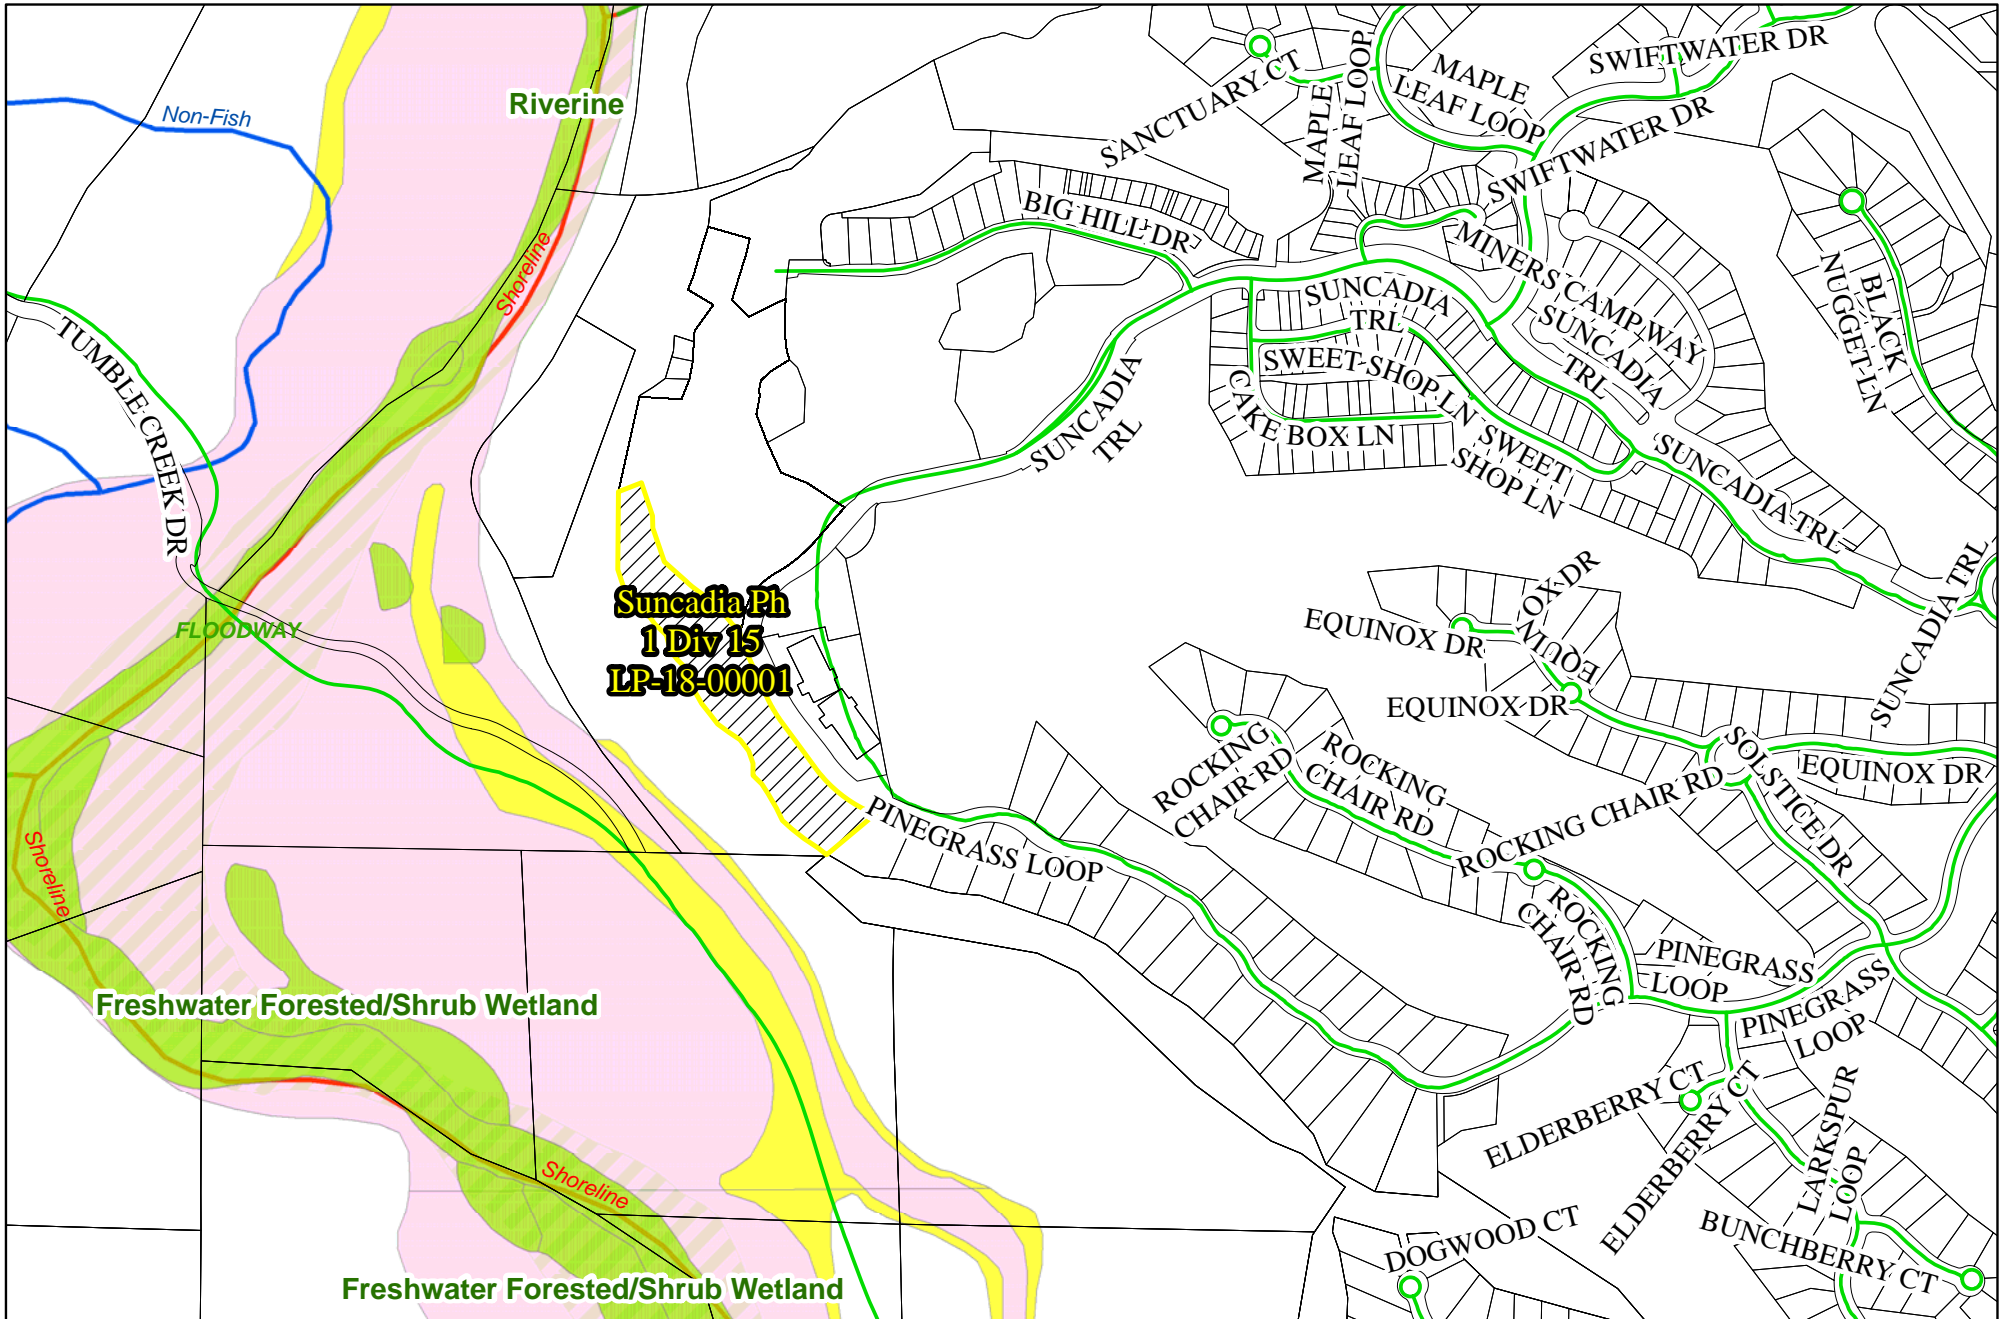 SWIFTWATER DR
MAPLE
LEAF LOOP
SANCTUARY CT
MAPLE
LEAF LOOP
Riverine
Non-Fish
SWIFTWATER DR
BIG HILL DR
Shoreline
MINERS CAMP WAY
BLACK
NUGGET LN
SUNCADIA
TRL
SUNCADIA
TRL
TUMBLE CREEK DR
SWEET SHOP LN
SUNCADIA
TRL
CAKE BOX LN
SWEET
SHOP LN
SUNCADIA TRL
SUNCADIA TRL
Suncadia Ph
1 Div 15
LP-18-00001
FLOODWAY
EQUINOX DR
EQUINOX DR
EQUINOX DR
SOLSTICE DR
EQUINOX DR
ROCKING
CHAIR RD
ROCKING
CHAIR RD
ROCKING CHAIR RD
PINEGRASS LOOP
Shoreline
ROCKING
CHAIR RD
PINEGRASS
LOOP
PINEGRASS
LOOP
Freshwater Forested/Shrub Wetland
ELDERBERRY CT
ELDERBERRY CT
LARKSPUR
LOOP
Shoreline
DOGWOOD CT
BUNCHBERRY CT
Freshwater Forested/Shrub Wetland